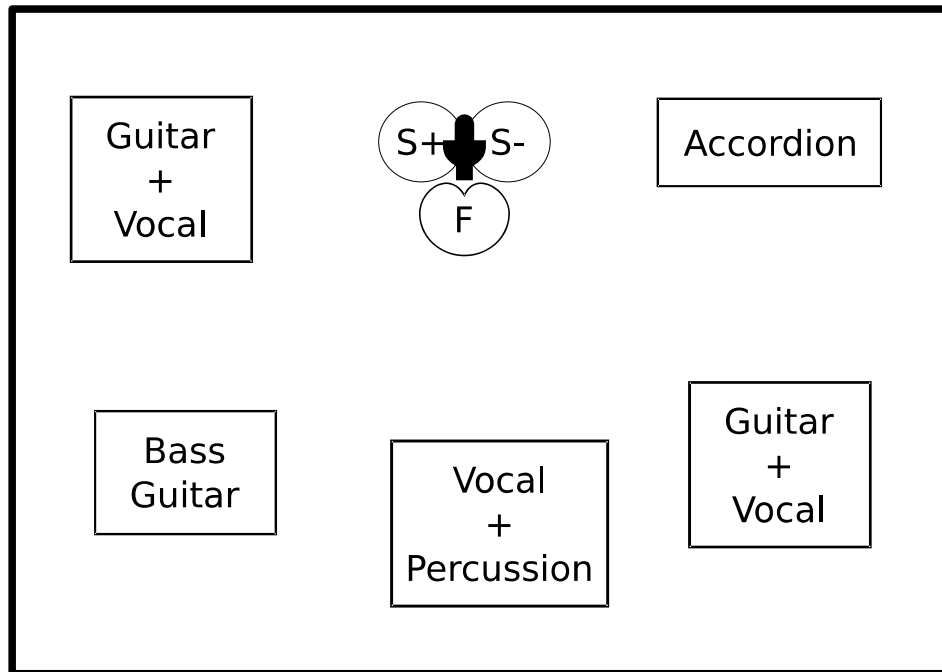 Guitar
+
Vocal
S+
S-
F
Accordion
Bass
Guitar
Vocal
+
Percussion
Guitar
+
Vocal